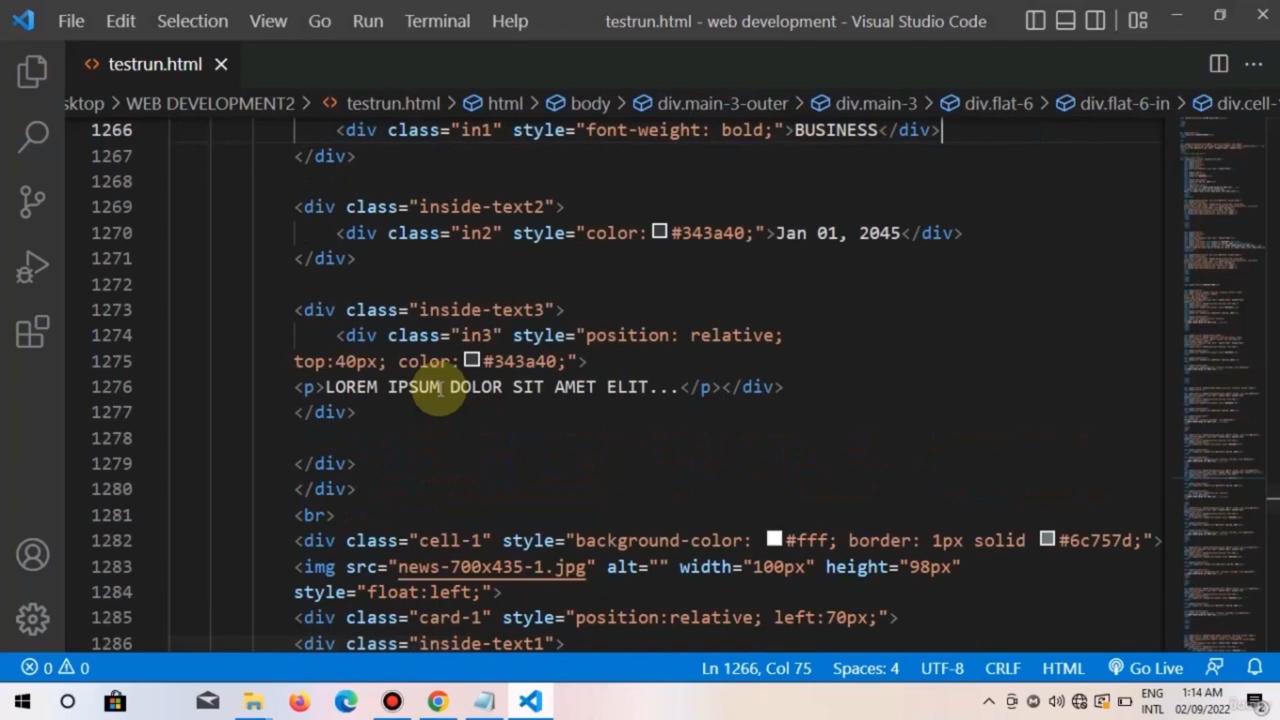 File Edit Selection View Go Run Terminal Help testrun.html - web development - Visual Studio Code
testrun.html
sktop WEB DEVELOPMENT2 testrun.html html body div.main-3-outer div.main-3 div.flat-6 div.flat-6-in div.cell-
1266 <div class="in1" style="font-weight: bold;">BUSINESS</div>
1267 </div>
1268
1269 <div class="inside-text2">
1270 <div class="in2" style="color:#343a40;">Jan 01, 2045</div>
1271 </div>
1272
1273 <div class="inside-text3">
1274 <div class="in3" style="position: relative;
1275 top:40px; color:#343a40;">
1276 <p>LOREM IPSUM DOLOR SIT AMET ELIT...</p></div>
1277 </div>
1278
1279 </div>
1280 </div>
1281 <br>
1282 <div class="cell-1" style="background-color: #fff; border: 1px solid #6c757d;">
1283 <img src="news-700x435-1.jpg" alt="" width="100px" height="98px"
1284 style="float:left;">
1285 <div class="card-1" style="position:relative; left:70px;">
1286 <div class="inside-text1">
0 0 Ln 1266, Col 75 Spaces: 4 UTF-8 CRLF HTML Go Live
ENG 1:14 AM
INTL 02/09/2022 2